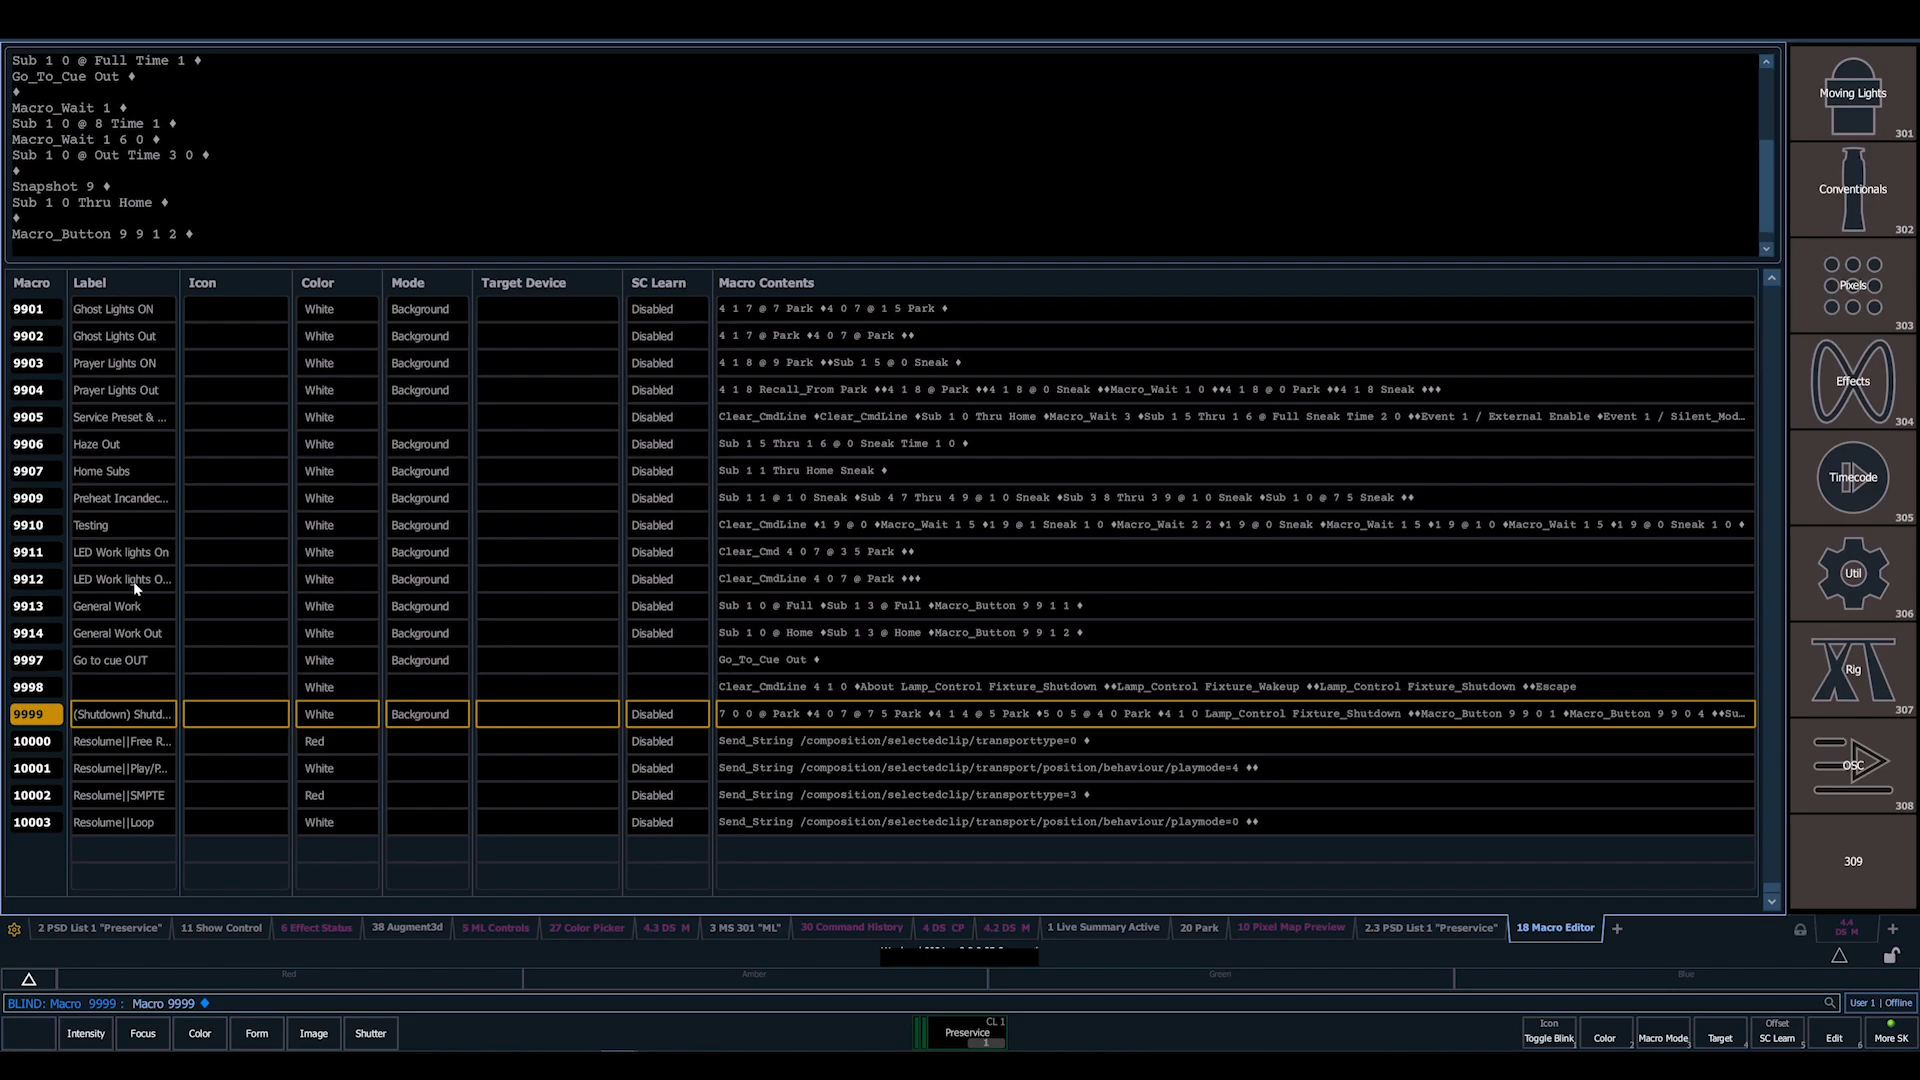 Sub 1 0 @ Full Time 1 ♦
Go_To_Cue Out ♦
♦
Macro_Wait 1 ♦
Sub 1 0 @ 8 Time 1 ♦
Macro_Wait 1 6 0 ♦
Sub 1 0 @ Out Time 3 0 ♦
♦
Snapshot 9 ♦
Sub 1 0 Thru Home ♦
♦
Macro_Button 9 9 1 2 ♦
Macro Label Icon Color Mode Target Device SC Learn Macro Contents
9901 Ghost Lights ON White Background Disabled 4 1 7 @ 7 Park ♦4 0 7 @ 1 5 Park ♦
9902 Ghost Lights Out White Background Disabled 4 1 7 @ Park ♦4 0 7 @ Park ♦♦
9903 Prayer Lights ON White Background Disabled 4 1 8 @ 9 Park ♦♦Sub 1 5 @ 0 Sneak ♦
9904 Prayer Lights Out White Background Disabled 4 1 8 Recall_From Park ♦♦4 1 8 @ Park ♦♦4 1 8 @ 0 Sneak ♦♦Macro_Wait 1 0 ♦♦4 1 8 @ 0 Park ♦♦4 1 8 Sneak ♦♦♦
9905 Service Preset & ... White Disabled Clear_CmdLine ♦Clear_CmdLine ♦Sub 1 0 Thru Home ♦Macro_Wait 3 ♦Sub 1 5 Thru 1 6 @ Full Sneak Time 2 0 ♦♦Event 1 / External Enable ♦Event 1 / Silent_Mod...
9906 Haze Out White Background Disabled Sub 1 5 Thru 1 6 @ 0 Sneak Time 1 0 ♦
9907 Home Subs White Background Disabled Sub 1 1 Thru Home Sneak ♦
9909 Preheat Incandec... White Background Disabled Sub 1 1 @ 1 0 Sneak ♦Sub 4 7 Thru 4 9 @ 1 0 Sneak ♦Sub 3 8 Thru 3 9 @ 1 0 Sneak ♦Sub 1 0 @ 7 5 Sneak ♦♦
9910 Testing White Background Disabled Clear_CmdLine ♦1 9 @ 0 ♦Macro_Wait 1 5 ♦1 9 @ 1 Sneak 1 0 ♦Macro_Wait 2 2 ♦1 9 @ 0 Sneak ♦Macro_Wait 1 5 ♦1 9 @ 1 0 ♦Macro_Wait 1 5 ♦1 9 @ 0 Sneak 1 0 ♦
9911 LED Work lights On White Background Disabled Clear_Cmd 4 0 7 @ 3 5 Park ♦♦
9912 LED Work lights O... White Background Disabled Clear_CmdLine 4 0 7 @ Park ♦♦♦
9913 General Work White Background Disabled Sub 1 0 @ Full ♦Sub 1 3 @ Full ♦Macro_Button 9 9 1 1 ♦
9914 General Work Out White Background Disabled Sub 1 0 @ Home ♦Sub 1 3 @ Home ♦Macro_Button 9 9 1 2 ♦
9997 Go to cue OUT White Background Go_To_Cue Out ♦
9998 White Disabled Clear_CmdLine 4 1 0 ♦About Lamp_Control Fixture_Shutdown ♦♦Lamp_Control Fixture_Wakeup ♦♦Lamp_Control Fixture_Shutdown ♦♦Escape
9999 (Shutdown) Shutd... White Background Disabled 7 0 0 @ Park ♦4 0 7 @ 7 5 Park ♦4 1 4 @ 5 Park ♦5 0 5 @ 4 0 Park ♦4 1 0 Lamp_Control Fixture_Shutdown ♦♦Macro_Button 9 9 0 1 ♦Macro_Button 9 9 0 4 ♦♦Su...
10000 Resolume||Free R... Red Disabled Send_String /composition/selectedclip/transporttype=0 ♦
10001 Resolume||Play/P... White Disabled Send_String /composition/selectedclip/transport/position/behaviour/playmode=4 ♦♦
10002 Resolume||SMPTE Red Disabled Send_String /composition/selectedclip/transporttype=3 ♦
10003 Resolume||Loop White Disabled Send_String /composition/selectedclip/transport/position/behaviour/playmode=0 ♦♦
Moving Lights
301
Conventionals
302
Pixels
303
Effects
304
Timecode
305
Util
306
Rig
307
OSC
308
309
2 PSD List 1 "Preservice" 11 Show Control 6 Effect Status 38 Augment3d 5 ML Controls 27 Color Picker 4.3 DS M 3 MS 301 "ML" 30 Command History 4 DS CP 4.2 DS M 1 Live Summary Active 20 Park 10 Pixel Map Preview 2.3 PSD List 1 "Preservice" 18 Macro Editor + 4.4 DS M +
Red Amber Green Blue
BLIND: Macro 9999 : Macro 9999 ♦ User 1 | Offline
Intensity Focus Color Form Image Shutter
CL 1
Preservice
1
Icon
Toggle Blink 1
Color 2
Macro Mode 3
Target 4
Offset
SC Learn 5
Edit 6
More SK